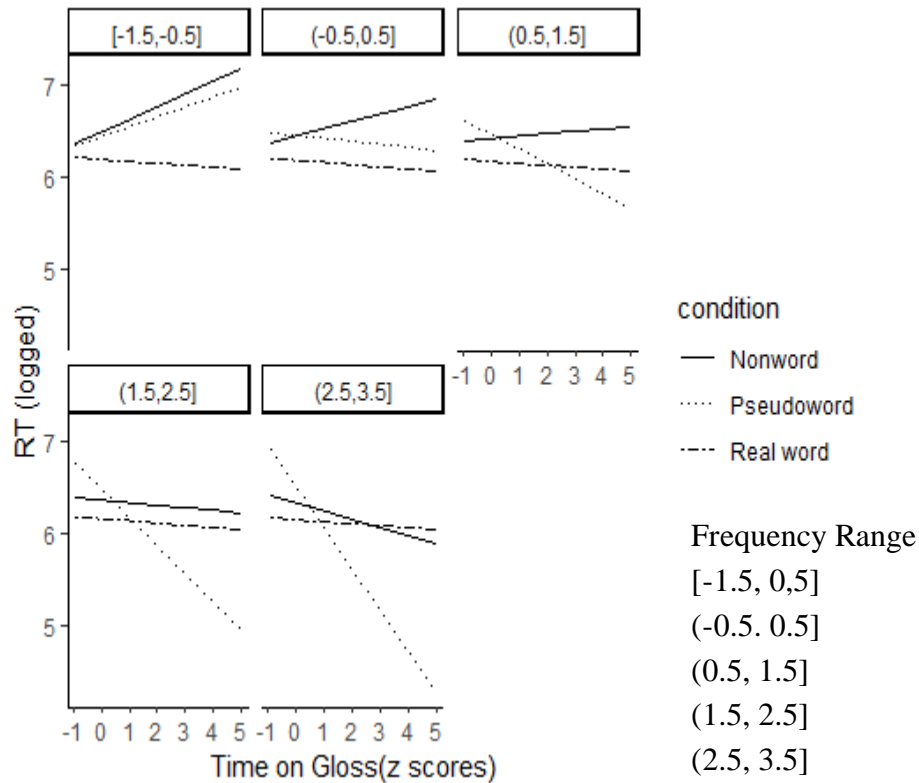 [-1.5,-0.5] (-0.5,0.5] (0.5,1.5]
7
6
5
-1 0 1 2 3 4 5
(1.5,2.5] (2.5,3.5]
7
6
5
-1 0 1 2 3 4 5 -1 0 1 2 3 4 5
RT (logged)
Time on Gloss(z scores)
condition
Nonword
Pseudoword
Real word
Frequency Range
[-1.5, 0,5]
(-0.5. 0.5]
(0.5, 1.5]
(1.5, 2.5]
(2.5, 3.5]